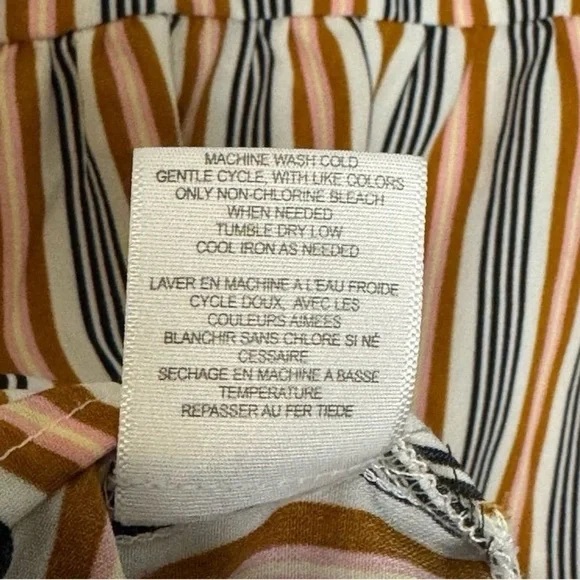 MACHINE WASH COLD
GENTLE CYCLE, WITH LIKE COLORS
ONLY NON-CHLORINE BLEACH
WHEN NEEDED
TUMBLE DRY LOW
COOL IRON AS NEEDED
LAVER EN MACHINE A L'EAU FROIDE
CYCLE DOUX, AVEC LES
COULEURS AIMEES
BLANCHIR SANS CHLORE SI NÉ
CESSAIRE
SECHAGE EN MACHINE A BASSE
TEMPERATURE
REPASSER AU FER TIEDE